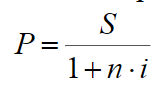 P = S / (1 + n · i)